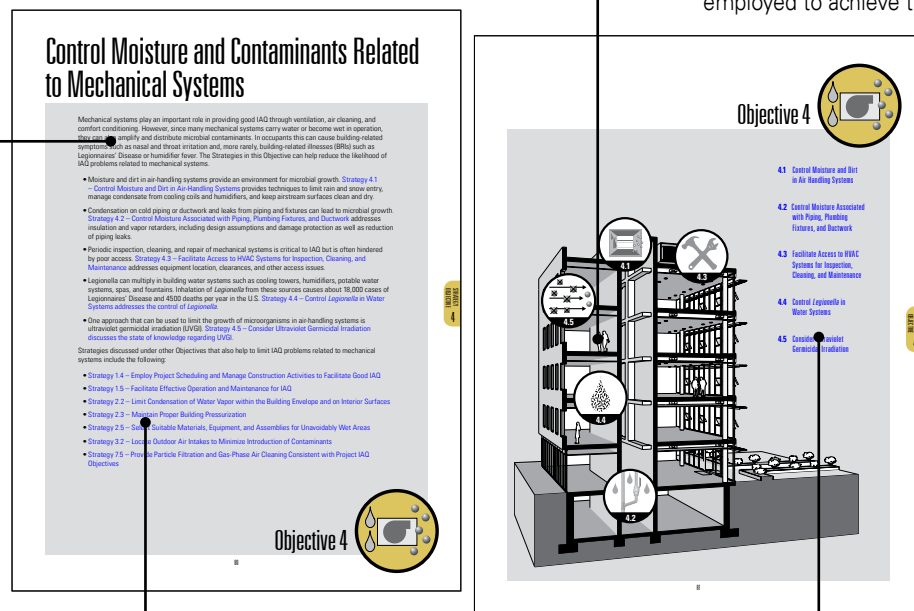 employed to achieve t
Control Moisture and Contaminants Related
to Mechanical Systems
Mechanical systems play an important role in providing good IAQ through ventilation, air cleaning, and
comfort conditioning. However, since many mechanical systems carry water or become wet in operation,
they can amplify and distribute microbial contaminants. In occupants this can cause building-related
symptoms such as nasal and throat irritation and, more rarely, building-related illnesses (BRIs) such as
Legionnaires' Disease or humidifier fever. The Strategies in this Objective can help reduce the likelihood of
IAQ problems related to mechanical systems.
• Moisture and dirt in air-handling systems provide an environment for microbial growth. Strategy 4.1
– Control Moisture and Dirt in Air-Handling Systems provides techniques to limit rain and snow entry,
manage condensate from cooling coils and humidifiers, and keep airstream surfaces clean and dry.
• Condensation on cold piping or ductwork and leaks from piping and fixtures can lead to microbial growth.
Strategy 4.2 – Control Moisture Associated with Piping, Plumbing Fixtures, and Ductwork addresses
insulation and vapor retarders, including design assumptions and damage protection as well as reduction
of piping leaks.
• Periodic inspection, cleaning, and repair of mechanical systems is critical to IAQ but is often hindered
by poor access. Strategy 4.3 – Facilitate Access to HVAC Systems for Inspection, Cleaning, and
Maintenance addresses equipment location, clearances, and other access issues.
• Legionella can multiply in building water systems such as cooling towers, humidifiers, potable water
systems, spas, and fountains. Inhalation of Legionella from these sources causes about 18,000 cases of
Legionnaires' Disease and 4500 deaths per year in the U.S. Strategy 4.4 – Control Legionella in Water
Systems addresses the control of Legionella.
• One approach that can be used to limit the growth of microorganisms in air-handling systems is
ultraviolet germicidal irradiation (UVGI). Strategy 4.5 – Consider Ultraviolet Germicidal Irradiation
discusses the state of knowledge regarding UVGI.
Strategies discussed under other Objectives that also help to limit IAQ problems related to mechanical
systems include the following:
• Strategy 1.4 – Employ Project Scheduling and Manage Construction Activities to Facilitate Good IAQ
• Strategy 1.5 – Facilitate Effective Operation and Maintenance for IAQ
• Strategy 2.2 – Limit Condensation of Water Vapor within the Building Envelope and on Interior Surfaces
• Strategy 2.3 – Maintain Proper Building Pressurization
• Strategy 2.5 – Select Suitable Materials, Equipment, and Assemblies for Unavoidably Wet Areas
• Strategy 3.2 – Locate Outdoor Air Intakes to Minimize Introduction of Contaminants
• Strategy 7.5 – Provide Particle Filtration and Gas-Phase Air Cleaning Consistent with Project IAQ
Objectives
STRATEGY
OBJECTIVE
4
Objective 4
Objective 4
4.1 Control Moisture and Dirt
in Air Handling Systems
4.2 Control Moisture Associated
with Piping, Plumbing
Fixtures, and Ductwork
4.3 Facilitate Access to HVAC
Systems for Inspection,
Cleaning, and Maintenance
4.4 Control Legionella in
Water Systems
4.5 Consider Ultraviolet
Germicidal Irradiation
4.1
4.3
4.5
4.4
4.2